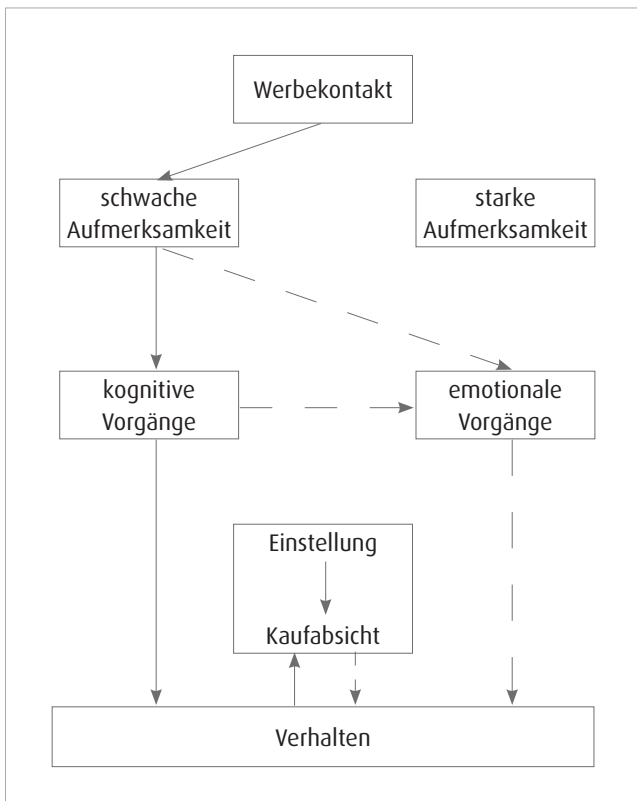 Werbekontakt
schwache
Aufmerksamkeit
starke
Aufmerksamkeit
kognitive
Vorgänge
emotionale
Vorgänge
Einstellung
Kaufabsicht
Verhalten